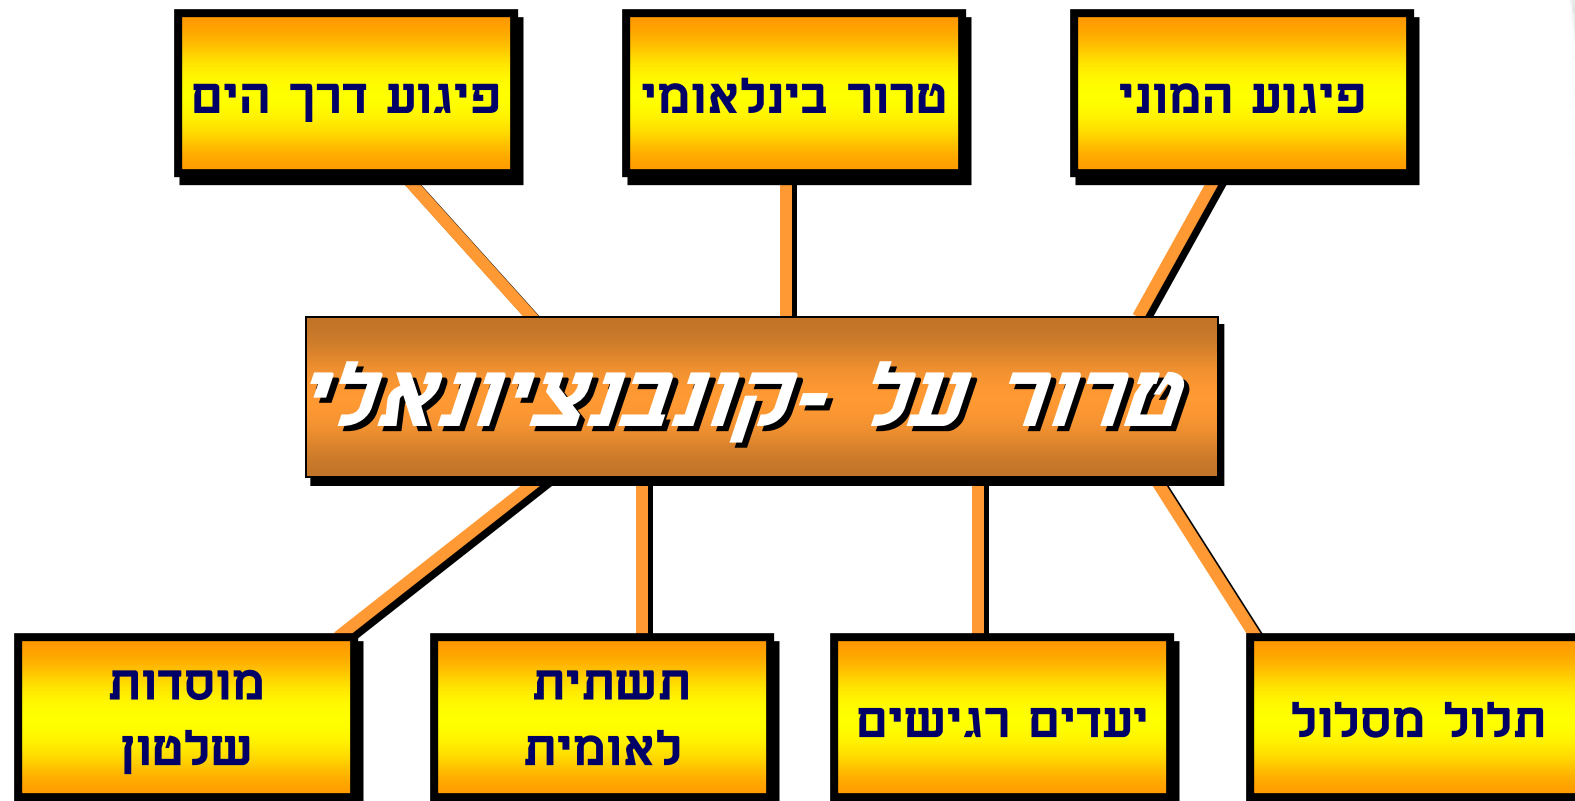 פיגוע המוני
טרור בינלאומי
פיגוע דרך הים
טרור על -קונבנציונאלי
תלול מסלול
יעדים רגישים
תשתית
לאומית
מוסדות
שלטון